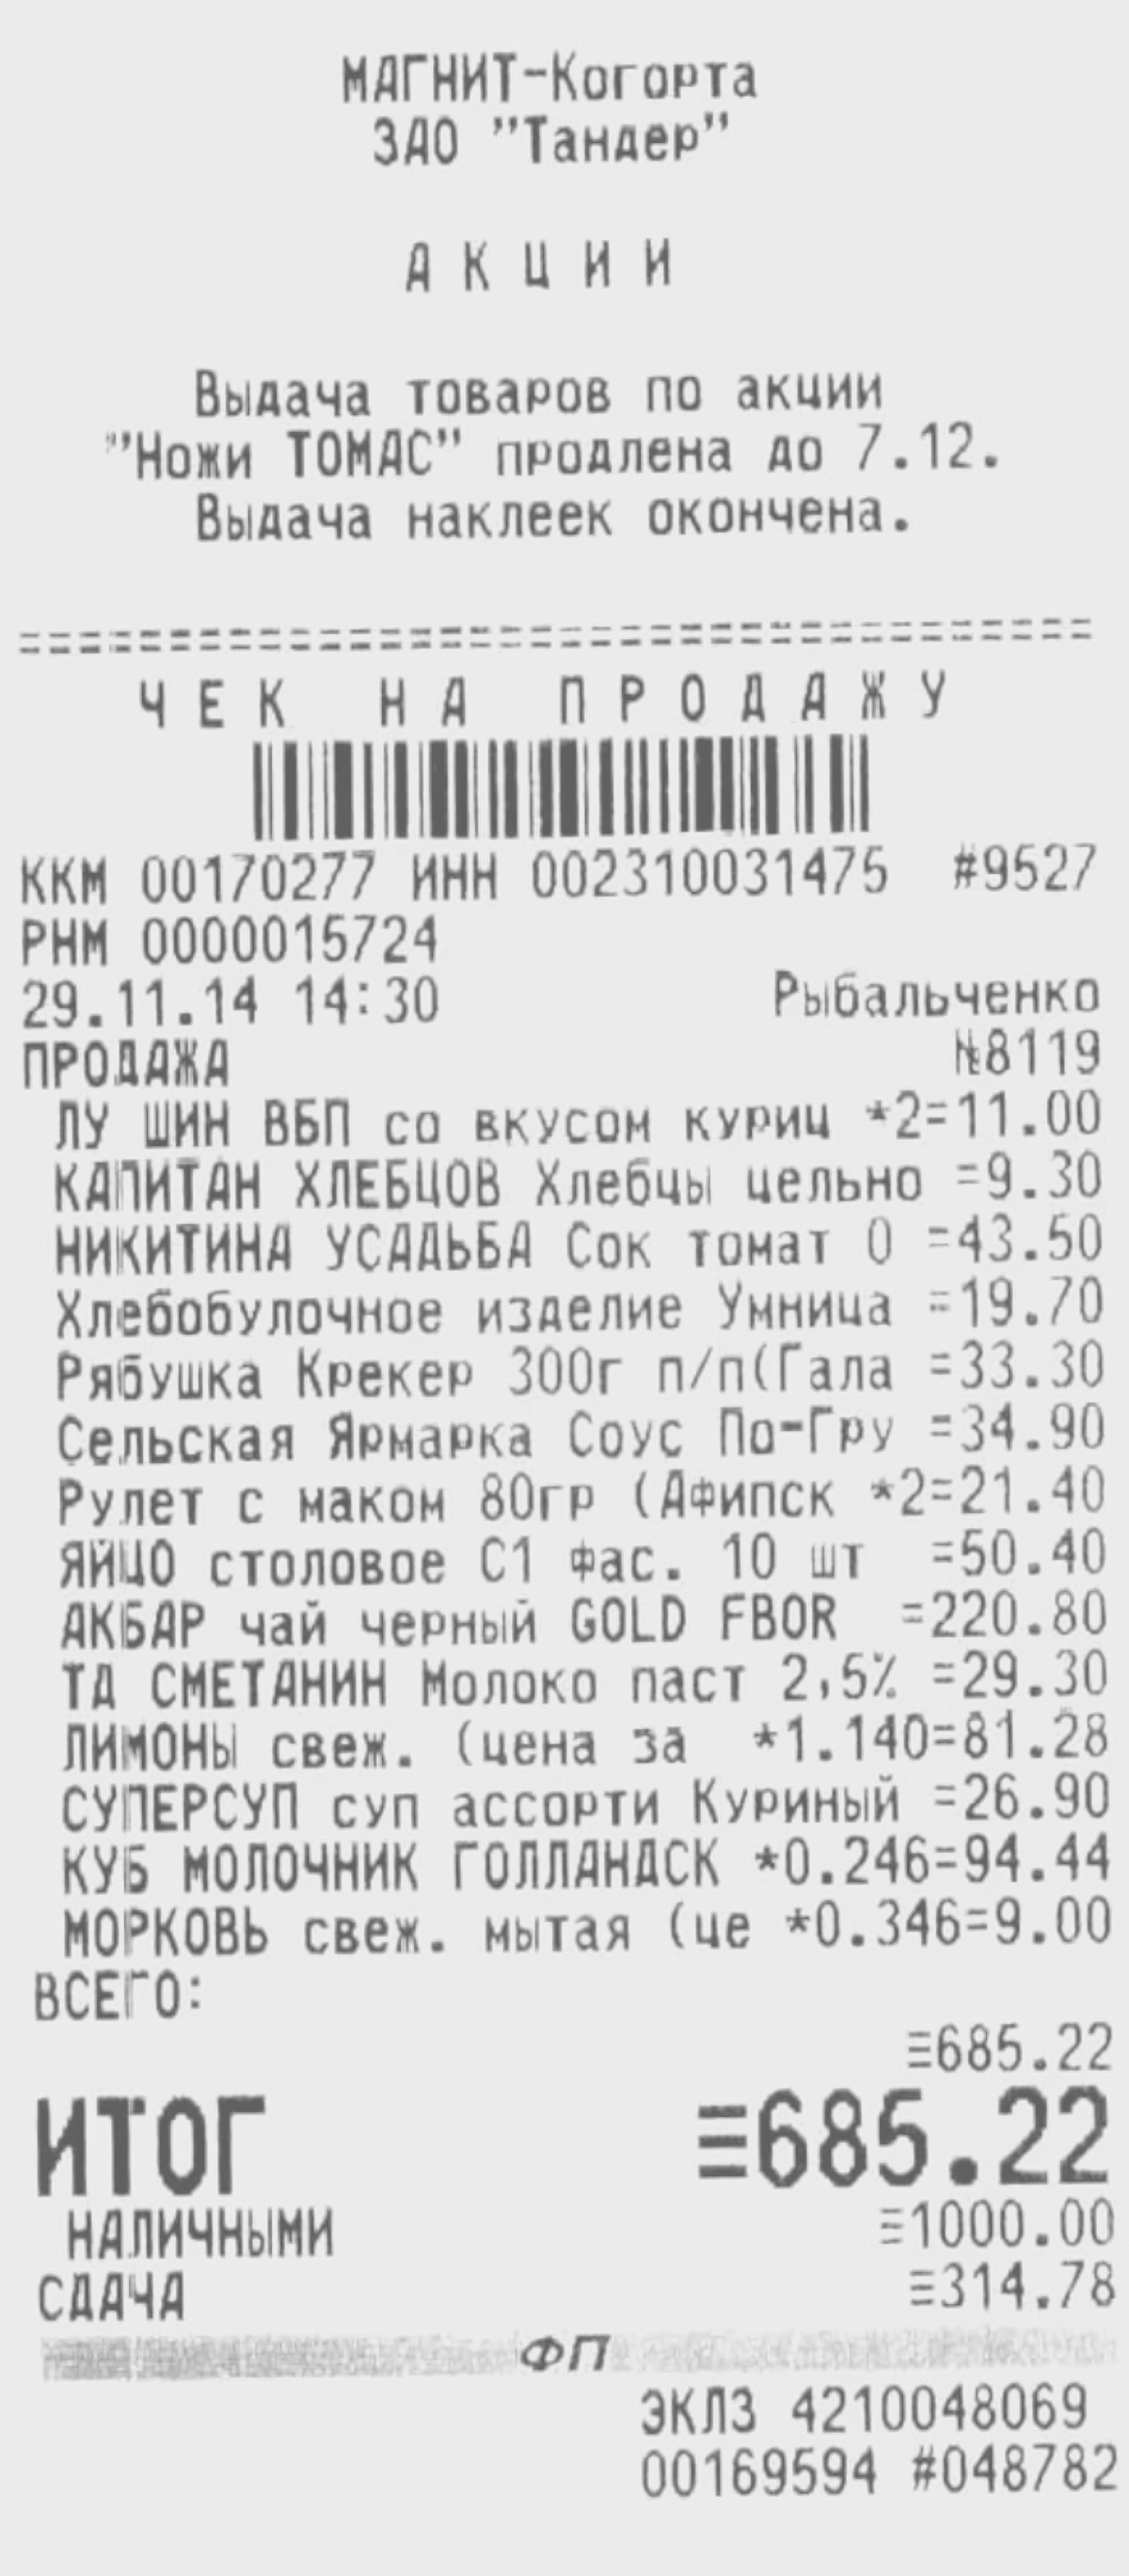 МАГНИТ-Когорта
ЗАО "Тандер"
А К Ц И И
Выдача товаров по акции
"Ножи ТОМАС" продлена до 7.12.
Выдача наклеек окончена.
====================================
Ч Е К Н А П Р О Д А Ж У
ККМ 00170277 ИНН 002310031475 #9527
РНМ 0000015724
29.11.14 14:30 Рыбальченко
ПРОДАЖА №8119
ЛУ ШИН ВБП со вкусом куриц *2=11.00
КАПИТАН ХЛЕБЦОВ Хлебцы цельно =9.30
НИКИТИНА УСАДЬБА Сок томат 0 =43.50
Хлебобулочное изделие Умница =19.70
Рябушка Крекер 300г п/п(Гала =33.30
Сельская Ярмарка Соус По-Гру =34.90
Рулет с маком 80гр (Афипск *2=21.40
ЯЙЦО столовое С1 фас. 10 шт =50.40
АКБАР чай черный GOLD FBOR =220.80
ТД СМЕТАНИН Молоко паст 2,5% =29.30
ЛИМОНЫ свеж. (цена за *1.140=81.28
СУПЕРСУП суп ассорти Куриный =26.90
КУБ МОЛОЧНИК ГОЛЛАНДСК *0.246=94.44
МОРКОВЬ свеж. мытая (це *0.346=9.00
ВСЕГО:
≡685.22
ИТОГ ≡685.22
НАЛИЧНЫМИ ≡1000.00
СДАЧА ≡314.78
ФП
ЭКЛЗ 4210048069
00169594 #048782